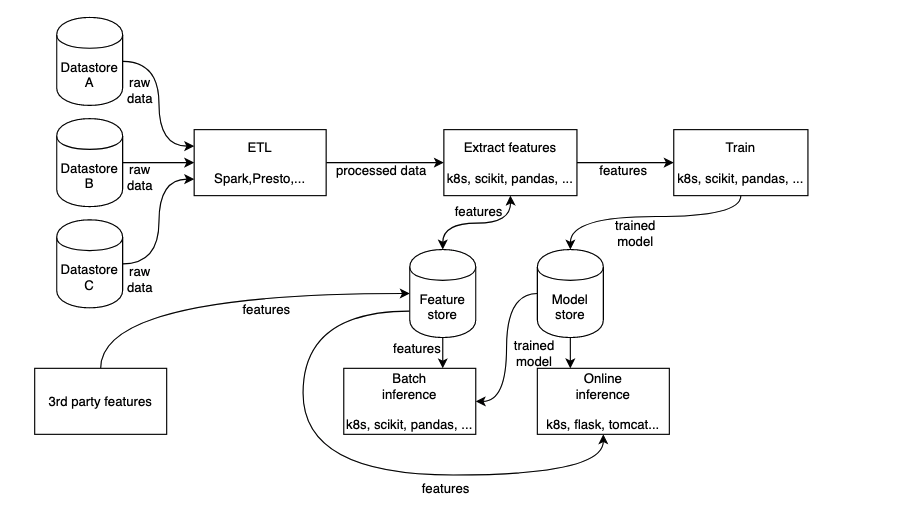 Datastore
A
raw
data
Datastore
B
raw
data
Datastore
C
raw
data
ETL
Spark,Presto,...
processed data
Extract features
k8s, scikit, pandas, ...
features
Train
k8s, scikit, pandas, ...
features
trained
model
Feature
store
Model
store
features
3rd party features
features
trained
model
Batch
inference
k8s, scikit, pandas, ...
Online
inference
k8s, flask, tomcat...
features